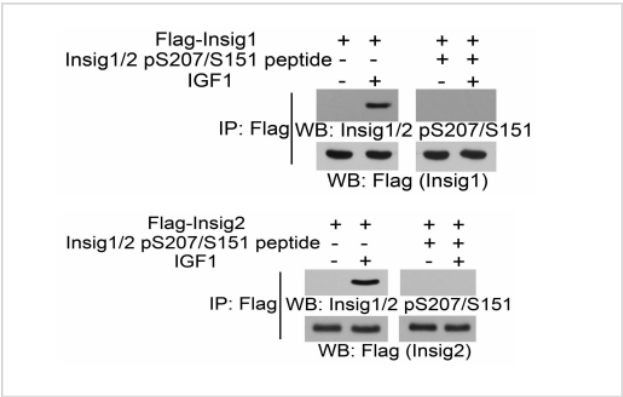 Flag-Insig1 + + + +
Insig1/2 pS207/S151 peptide - - + +
IGF1 - + - +
IP: Flag WB: Insig1/2 pS207/S151
WB: Flag (Insig1)
Flag-Insig2 + + + +
Insig1/2 pS207/S151 peptide - - + +
IGF1 - + - +
IP: Flag WB: Insig1/2 pS207/S151
WB: Flag (Insig2)